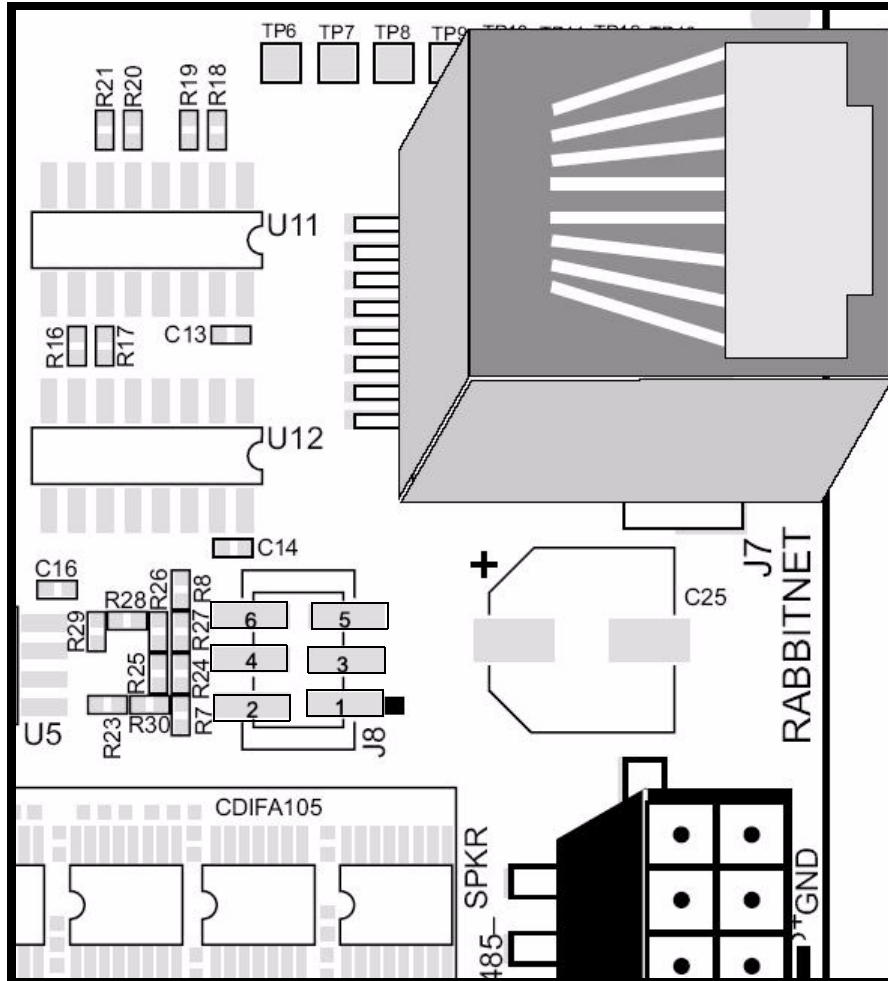 TP6
TP7
TP8
TP9
R21
R20
R19
R18
U11
R16
R17
C13
U12
C14
J7
RABBITNET
C16
R26
R8
R28
R29
R27
R25
R24
R23
R30
R7
U5
6
5
4
3
2
1
J8
+
C25
CDIFA105
SPKR
GND
485–